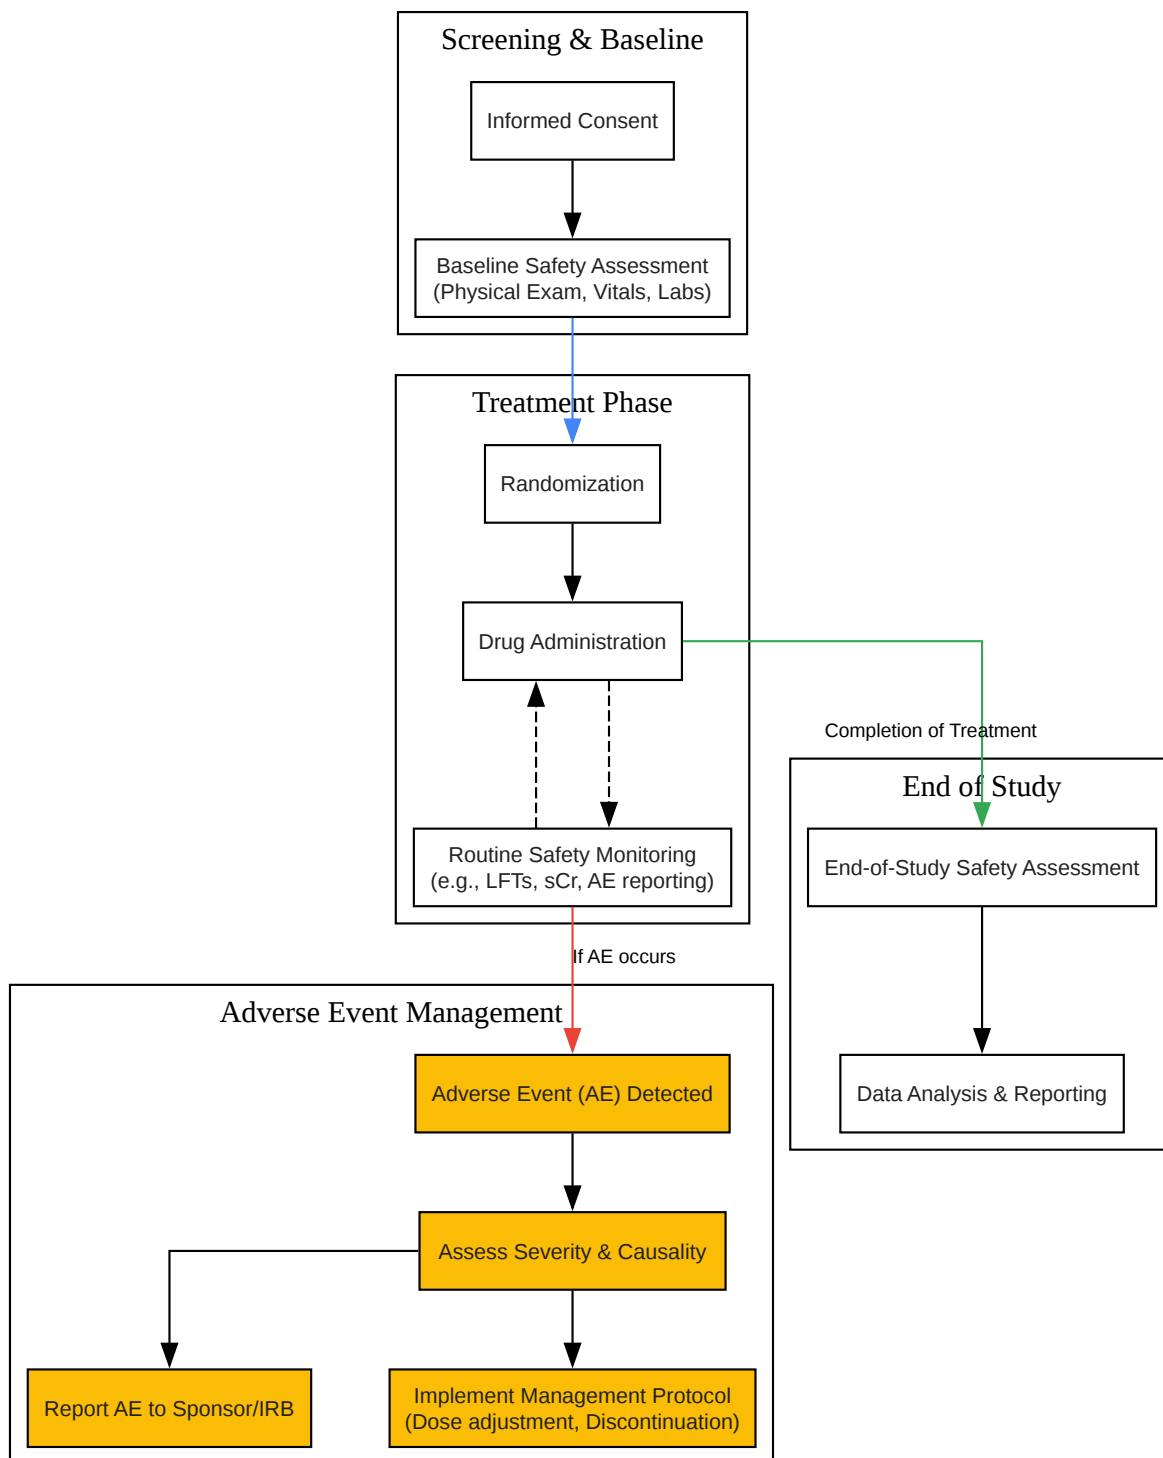 Screening & Baseline
Informed Consent
Baseline Safety Assessment
(Physical Exam, Vitals, Labs)
Treatment Phase
Randomization
Drug Administration
Routine Safety Monitoring
(e.g., LFTs, sCr, AE reporting)
Completion of Treatment
End of Study
End-of-Study Safety Assessment
Data Analysis & Reporting
If AE occurs
Adverse Event Management
Adverse Event (AE) Detected
Assess Severity & Causality
Report AE to Sponsor/IRB
Implement Management Protocol
(Dose adjustment, Discontinuation)